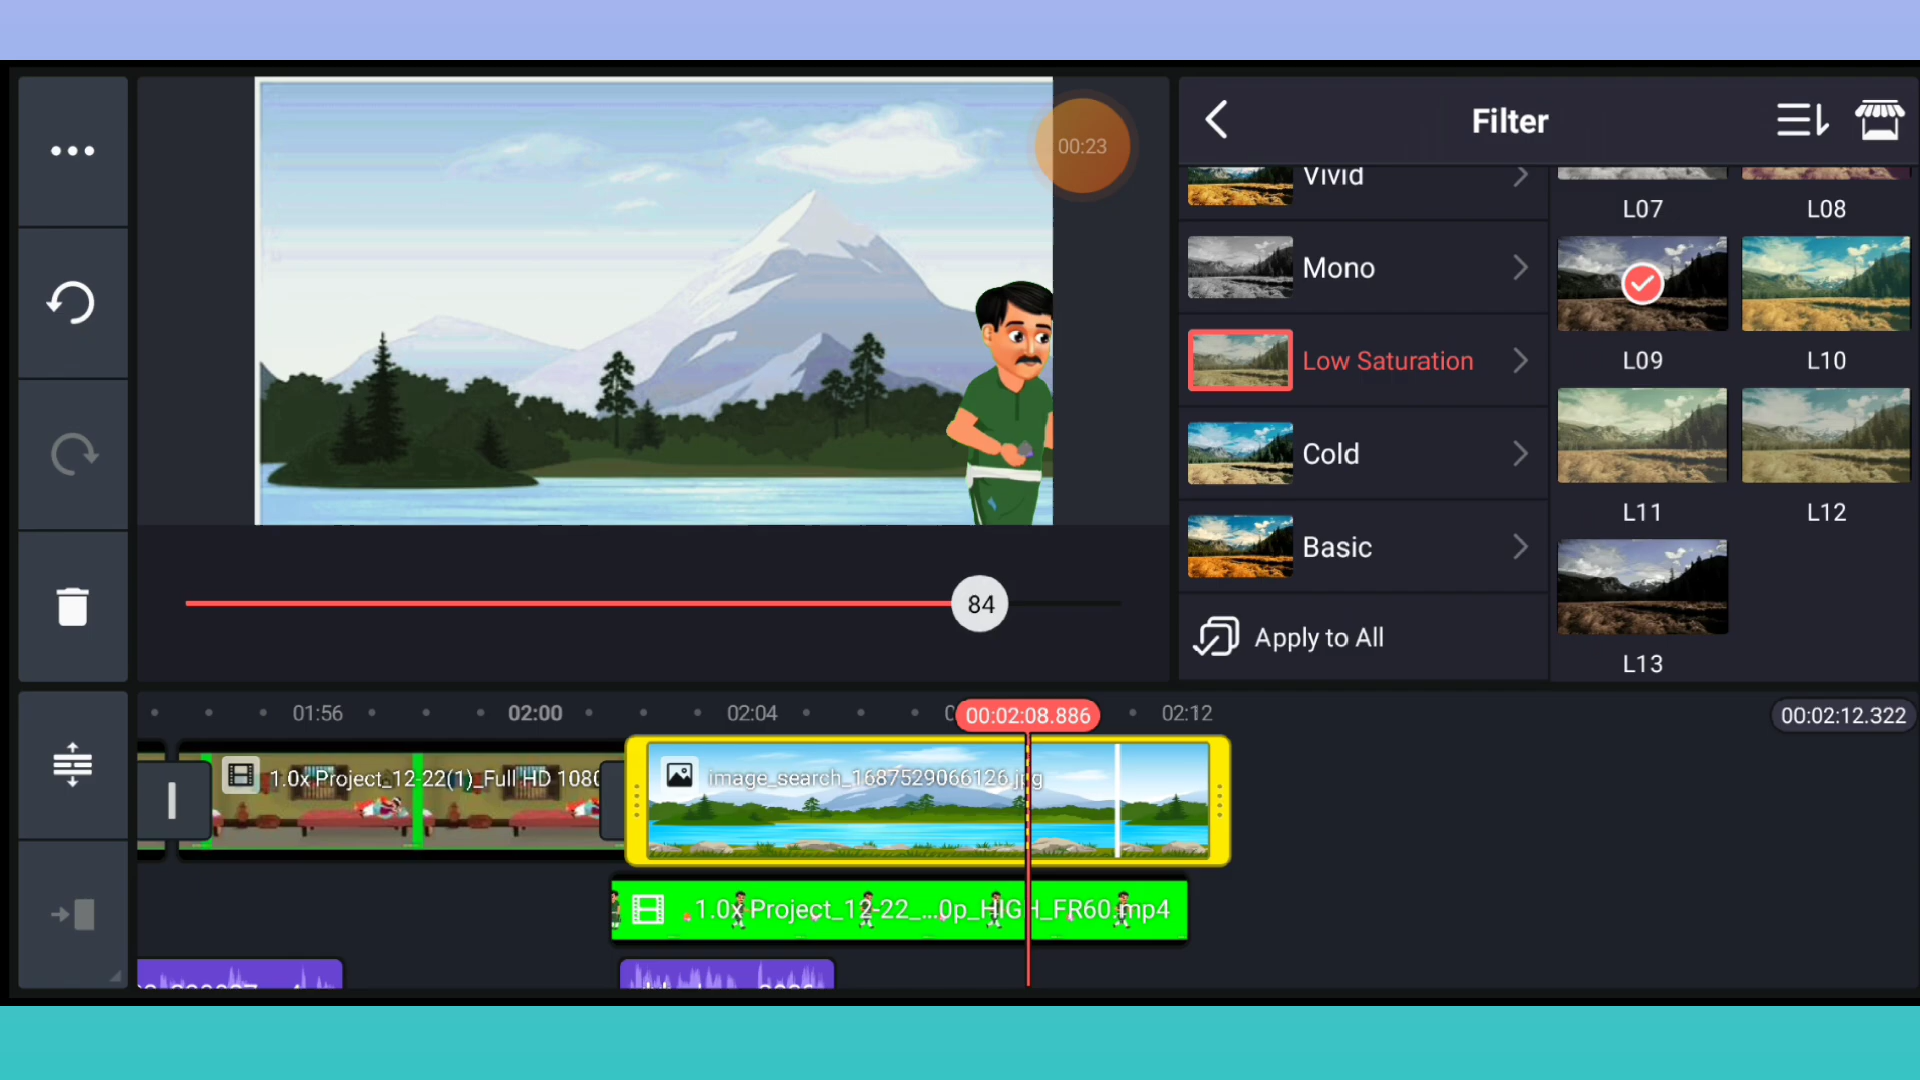 00:23
Filter
Vivid
Mono
Low Saturation
Cold
Basic
Apply to All
L07
L08
L09
L10
L11
L12
L13
84
01:56
02:00
02:04
00:02:08.886
02:12
00:02:12.322
1.0x Project_12-22(1)_Full HD 1080
image_search_1687529066126.jpg
1.0x Project_12-22_...0p_HIGH_FR60.mp4